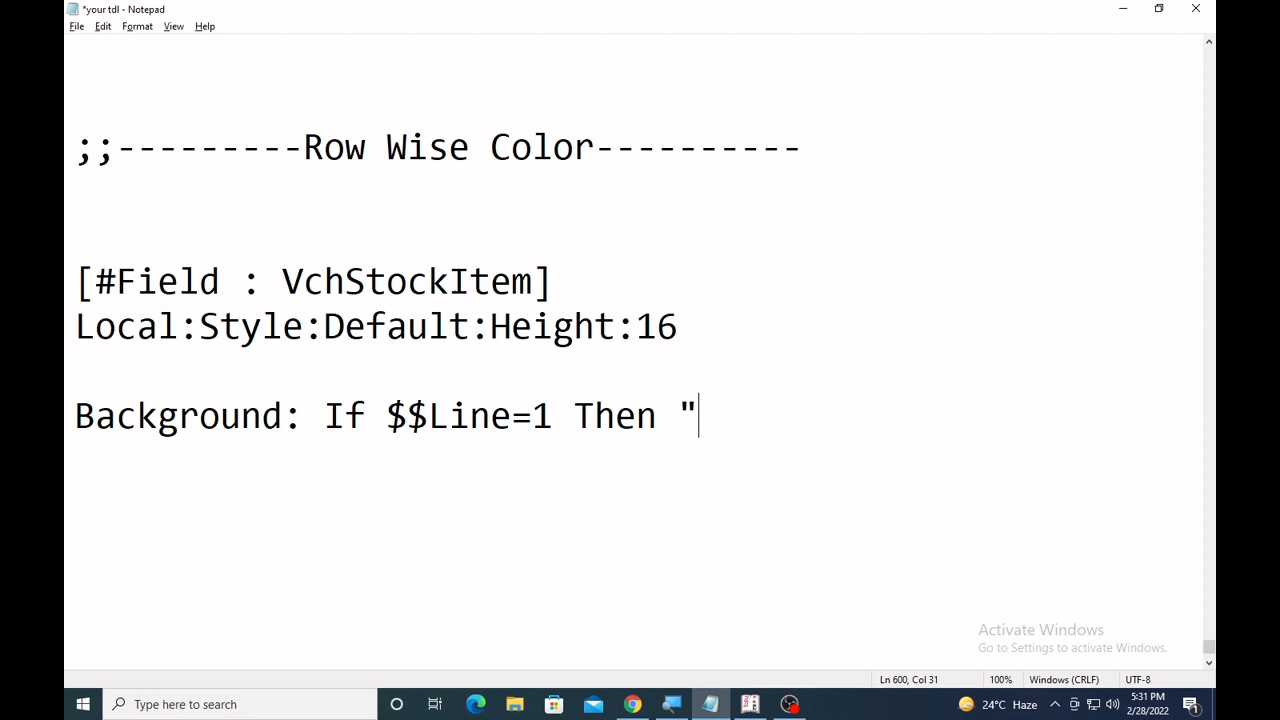 *your tdl - Notepad
File Edit Format View Help
;;---------Row Wise Color----------
[#Field : VchStockItem]
Local:Style:Default:Height:16
Background: If $$Line=1 Then "
Activate Windows
Go to Settings to activate Windows.
Ln 600, Col 31 100% Windows (CRLF) UTF-8
Type here to search
24°C Haze
5:31 PM
2/28/2022
1